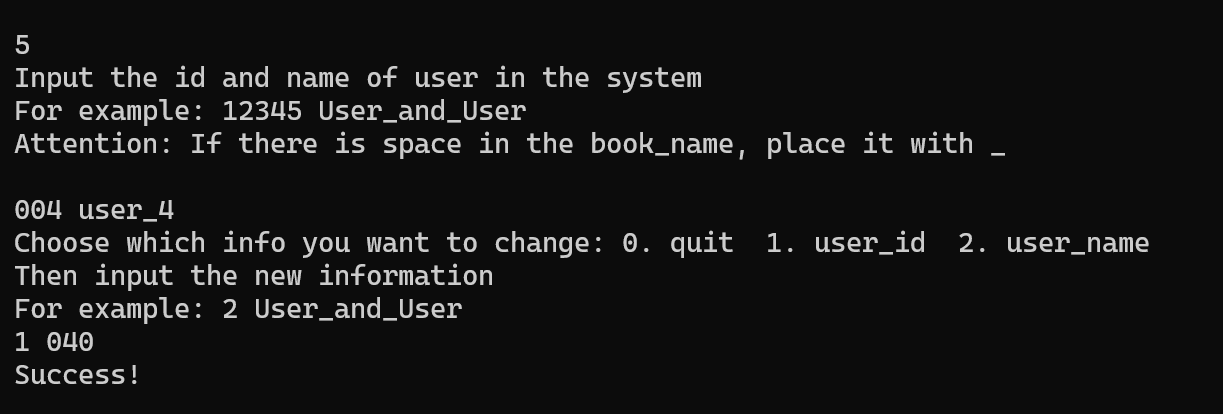 5
Input the id and name of user in the system
For example: 12345 User_and_User
Attention: If there is space in the book_name, place it with _
004 user_4
Choose which info you want to change: 0. quit  1. user_id  2. user_name
Then input the new information
For example: 2 User_and_User
1 040
Success!